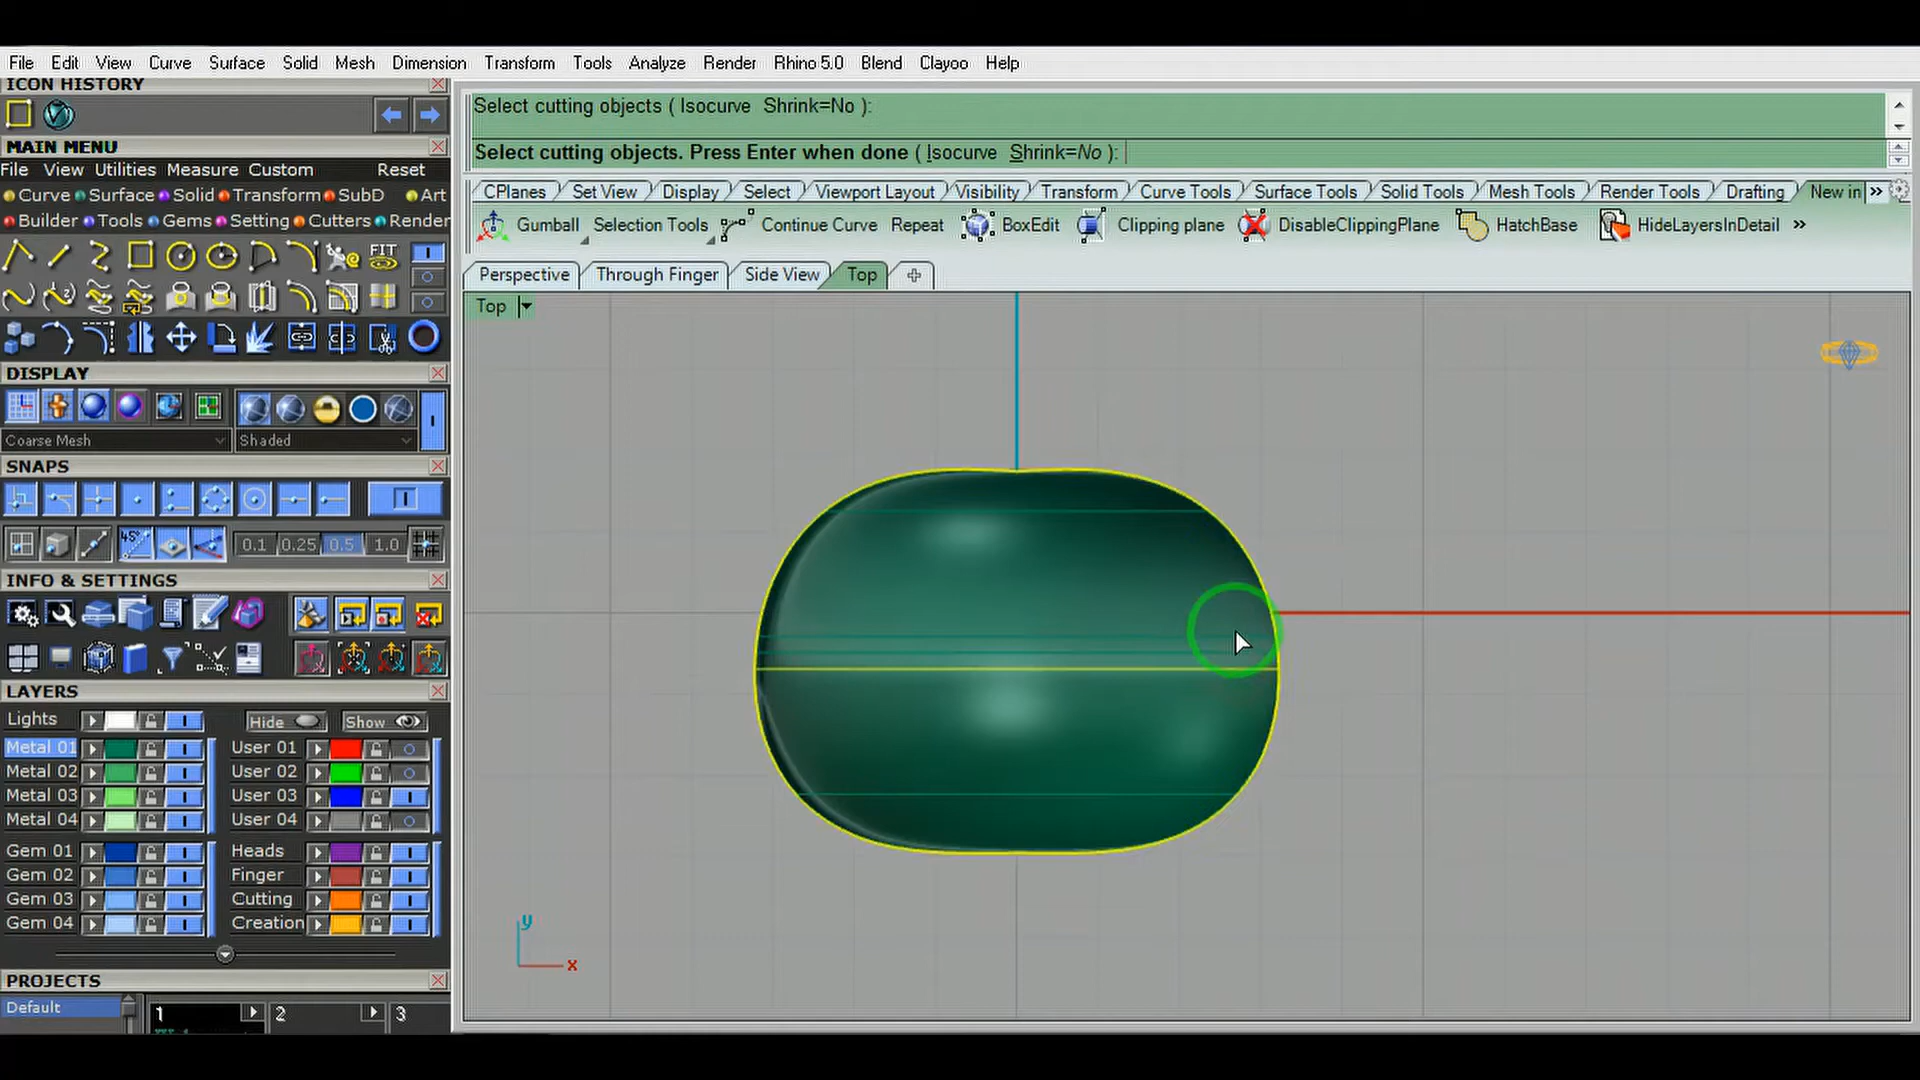 File Edit View Curve Surface Solid Mesh Dimension Transform Tools Analyze Render Rhino 5.0 Blend Clayoo Help
ICON HISTORY
Select cutting objects ( Isocurve Shrink=No ):
MAIN MENU
Select cutting objects. Press Enter when done ( Isocurve Shrink=No ):
File View Utilities Measure Custom Reset
Curve Surface Solid Transform SubD Art
Builder Tools Gems Setting Cutters Render
CPlanes Set View Display Select Viewport Layout Visibility Transform Curve Tools Surface Tools Solid Tools Mesh Tools Render Tools Drafting New in »
Gumball Selection Tools Continue Curve Repeat BoxEdit Clipping plane DisableClippingPlane HatchBase HideLayersInDetail »
FIT
Perspective Through Finger Side View Top
Top
DISPLAY
Coarse Mesh Shaded
SNAPS
45° 0.1 0.25 0.5 1.0
INFO & SETTINGS
LAYERS
Lights Hide Show
Metal 01 User 01
Metal 02 User 02
Metal 03 User 03
Metal 04 User 04
Gem 01 Heads
Gem 02 Finger
Gem 03 Cutting
Gem 04 Creation
y
x
PROJECTS
Default 1 2 3